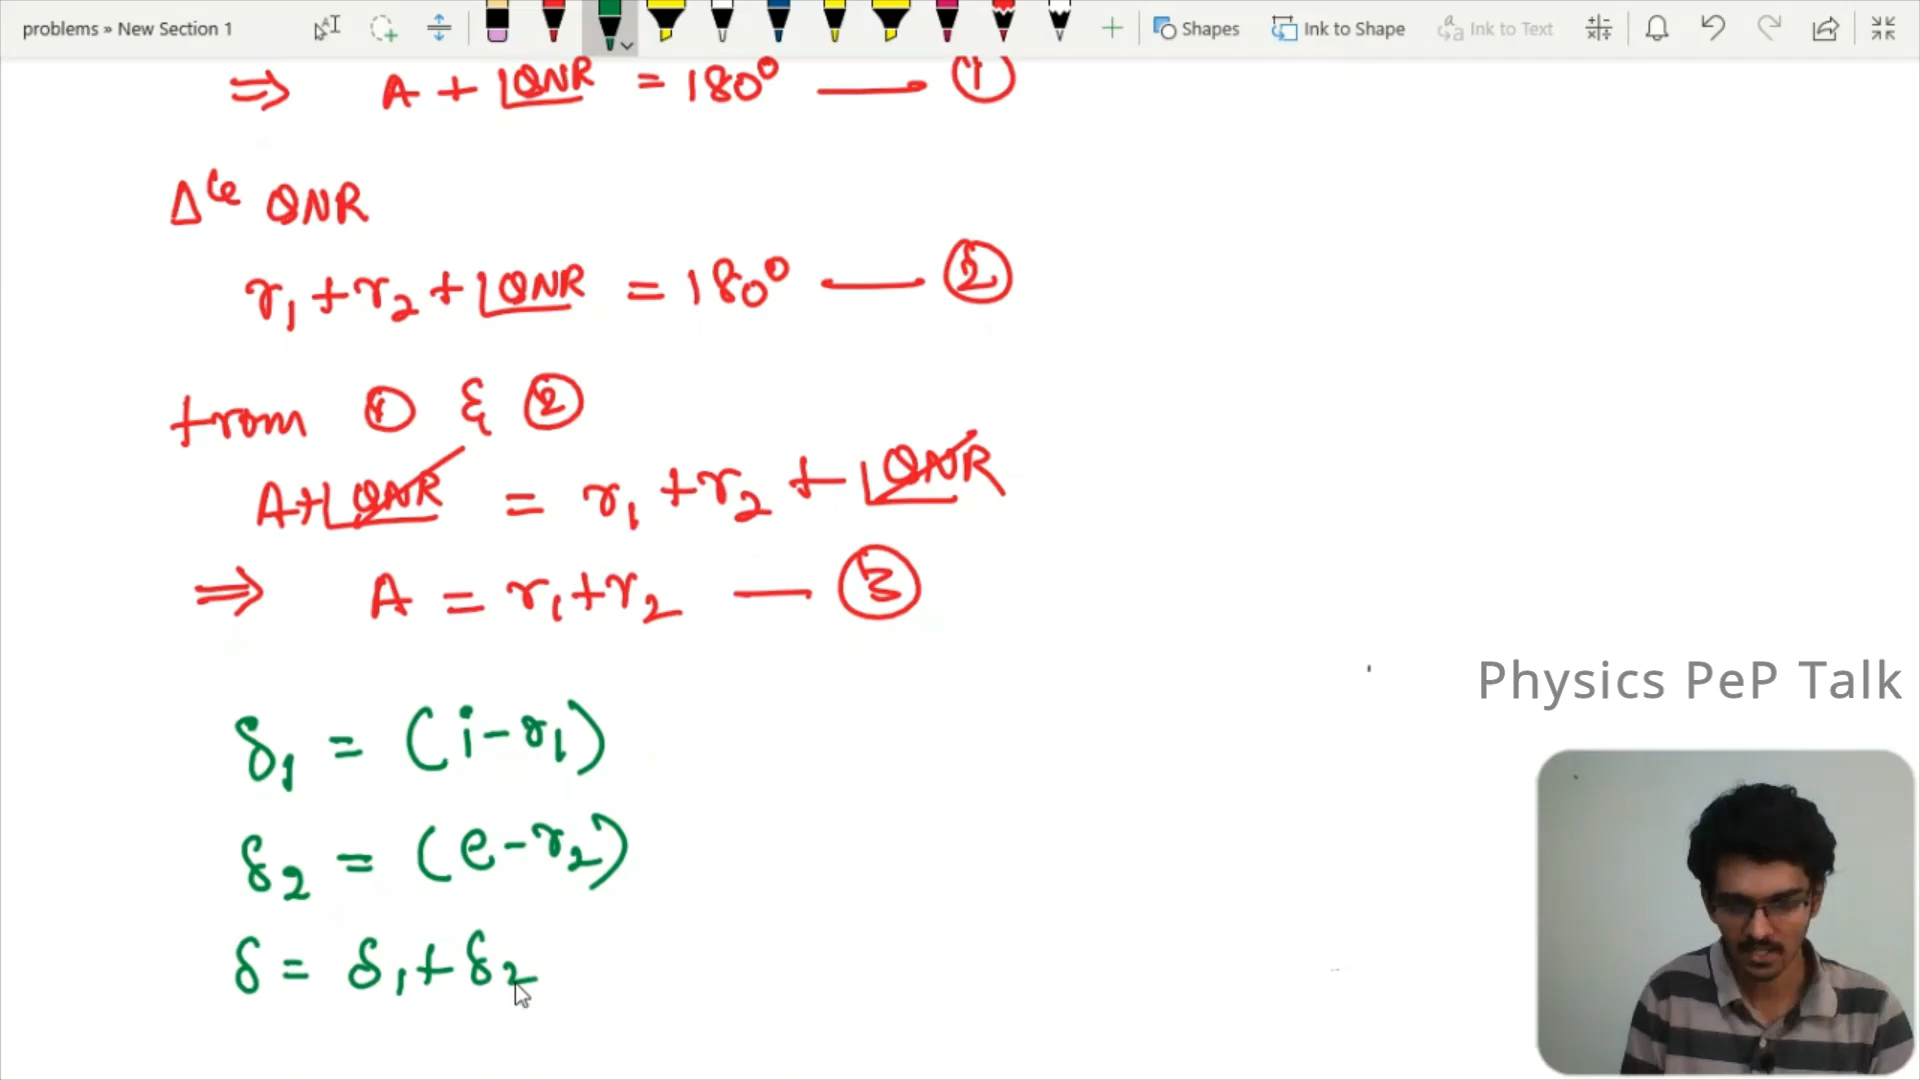 problems » New Section 1
Shapes
Ink to Shape
Ink to Text
⇒ A + ∠QNR = 180° —— ①
Δle QNR
r₁ + r₂ + ∠QNR = 180° —— ②
from ① & ②
A + ∠QNR = r₁ + r₂ + ∠QNR
⇒ A = r₁ + r₂ — ③
Physics PeP Talk
δ₁ = (i - r₁)
δ₂ = (e - r₂)
δ = δ₁ + δ₂